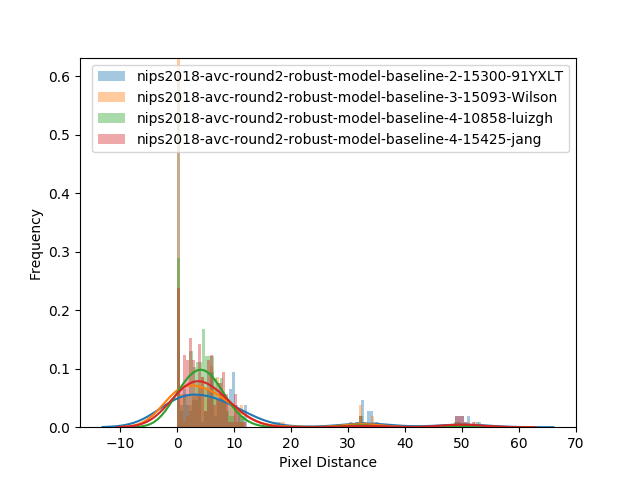 nips2018-avc-round2-robust-model-baseline-2-15300-91YXLT
nips2018-avc-round2-robust-model-baseline-3-15093-Wilson
nips2018-avc-round2-robust-model-baseline-4-10858-luizgh
nips2018-avc-round2-robust-model-baseline-4-15425-jang
Frequency
0.6
0.5
0.4
0.3
0.2
0.1
0.0
−10 0 10 20 30 40 50 60 70
Pixel Distance